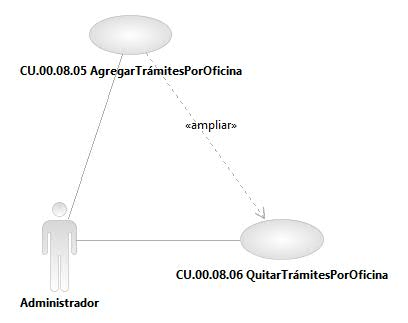 CU.00.08.05 AgregarTrámitesPorOficina
«ampliar»
CU.00.08.06 QuitarTrámitesPorOficina
Administrador